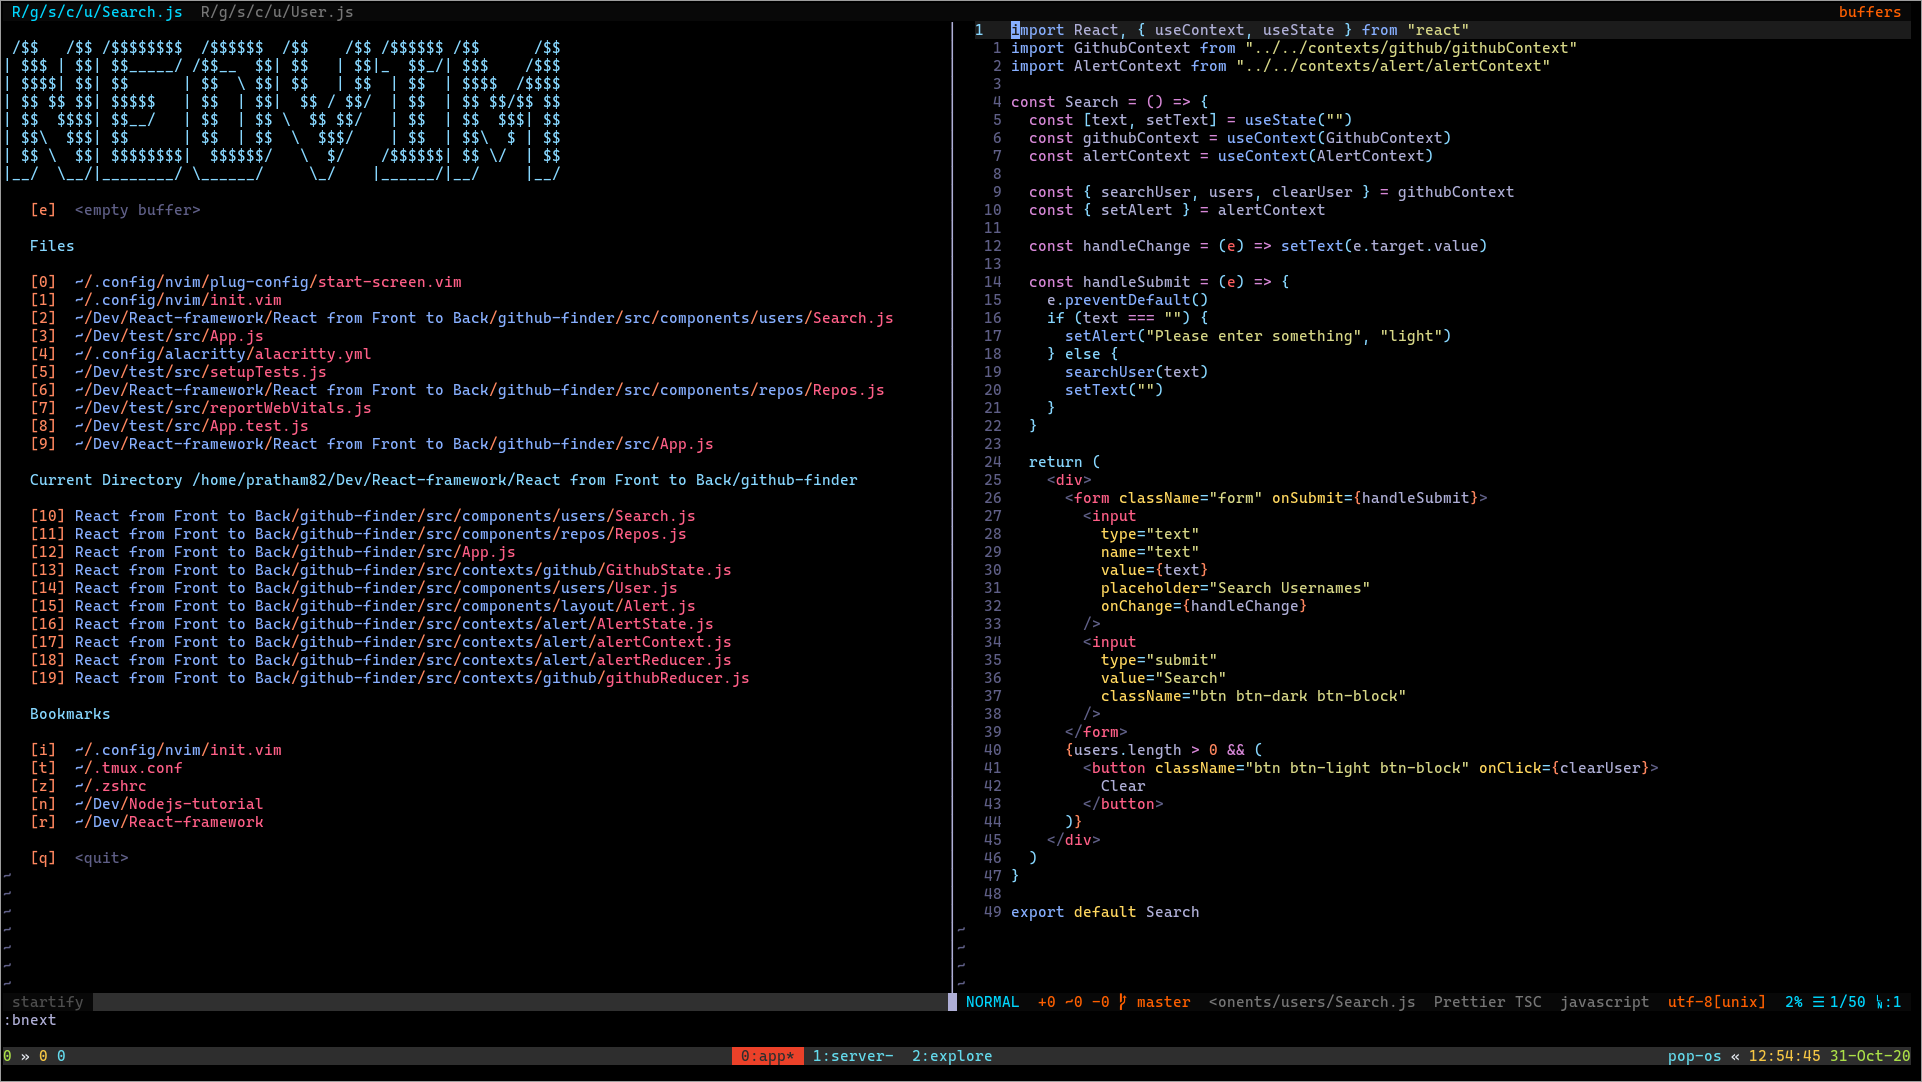 R/g/s/c/u/Search.js  R/g/s/c/u/User.js                    buffers
 /$$   /$$ /$$$$$$$$  /$$$$$$  /$$    /$$ /$$$$$$ /$$      /$$
| $$$ | $$| $$_____/ /$$__  $$| $$   | $$|_  $$_/| $$$    /$$$
| $$$$| $$| $$      | $$  \ $$| $$   | $$  | $$  | $$$$  /$$$$
| $$ $$ $$| $$$$$   | $$  | $$|  $$ / $$/  | $$  | $$ $$/$$ $$
| $$  $$$$| $$__/   | $$  | $$ \  $$ $$/   | $$  | $$  $$$| $$
| $$\  $$$| $$      | $$  | $$  \  $$$/    | $$  | $$\  $ | $$
| $$ \  $$| $$$$$$$$|  $$$$$$/   \  $/    /$$$$$$| $$ \/  | $$
|__/  \__/|________/ \______/     \_/    |______/|__/     |__/
[e]  <empty buffer>
Files
[0]  ~/.config/nvim/plug-config/start-screen.vim
[1]  ~/.config/nvim/init.vim
[2]  ~/Dev/React-framework/React from Front to Back/github-finder/src/components/users/Search.js
[3]  ~/Dev/test/src/App.js
[4]  ~/.config/alacritty/alacritty.yml
[5]  ~/Dev/test/src/setupTests.js
[6]  ~/Dev/React-framework/React from Front to Back/github-finder/src/components/repos/Repos.js
[7]  ~/Dev/test/src/reportWebVitals.js
[8]  ~/Dev/test/src/App.test.js
[9]  ~/Dev/React-framework/React from Front to Back/github-finder/src/App.js
Current Directory /home/pratham82/Dev/React-framework/React from Front to Back/github-finder
[10] React from Front to Back/github-finder/src/components/users/Search.js
[11] React from Front to Back/github-finder/src/components/repos/Repos.js
[12] React from Front to Back/github-finder/src/App.js
[13] React from Front to Back/github-finder/src/contexts/github/GithubState.js
[14] React from Front to Back/github-finder/src/components/users/User.js
[15] React from Front to Back/github-finder/src/components/layout/Alert.js
[16] React from Front to Back/github-finder/src/contexts/alert/AlertState.js
[17] React from Front to Back/github-finder/src/contexts/alert/alertContext.js
[18] React from Front to Back/github-finder/src/contexts/alert/alertReducer.js
[19] React from Front to Back/github-finder/src/contexts/github/githubReducer.js
Bookmarks
[i]  ~/.config/nvim/init.vim
[t]  ~/.tmux.conf
[z]  ~/.zshrc
[n]  ~/Dev/Nodejs-tutorial
[r]  ~/Dev/React-framework
[q]  <quit>
~
~
~
~
~
~
~
startify
1   import React, { useContext, useState } from "react"
  1 import GithubContext from "../../contexts/github/githubContext"
  2 import AlertContext from "../../contexts/alert/alertContext"
  3
  4 const Search = () => {
  5   const [text, setText] = useState("")
  6   const githubContext = useContext(GithubContext)
  7   const alertContext = useContext(AlertContext)
  8
  9   const { searchUser, users, clearUser } = githubContext
 10   const { setAlert } = alertContext
 11
 12   const handleChange = (e) => setText(e.target.value)
 13
 14   const handleSubmit = (e) => {
 15     e.preventDefault()
 16     if (text === "") {
 17       setAlert("Please enter something", "light")
 18     } else {
 19       searchUser(text)
 20       setText("")
 21     }
 22   }
 23
 24   return (
 25     <div>
 26       <form className="form" onSubmit={handleSubmit}>
 27         <input
 28           type="text"
 29           name="text"
 30           value={text}
 31           placeholder="Search Usernames"
 32           onChange={handleChange}
 33         />
 34         <input
 35           type="submit"
 36           value="Search"
 37           className="btn btn-dark btn-block"
 38         />
 39       </form>
 40       {users.length > 0 && (
 41         <button className="btn btn-light btn-block" onClick={clearUser}>
 42           Clear
 43         </button>
 44       )}
 45     </div>
 46   )
 47 }
 48
 49 export default Search
~
~
~
~
NORMAL  +0 ~0 -0 master  <onents/users/Search.js  Prettier TSC  javascript  utf-8[unix]  2% ☰ 1/50 :1
:bnext
0 » 0 0  0:app* 1:server-  2:explore  pop-os « 12:54:45 31-Oct-20